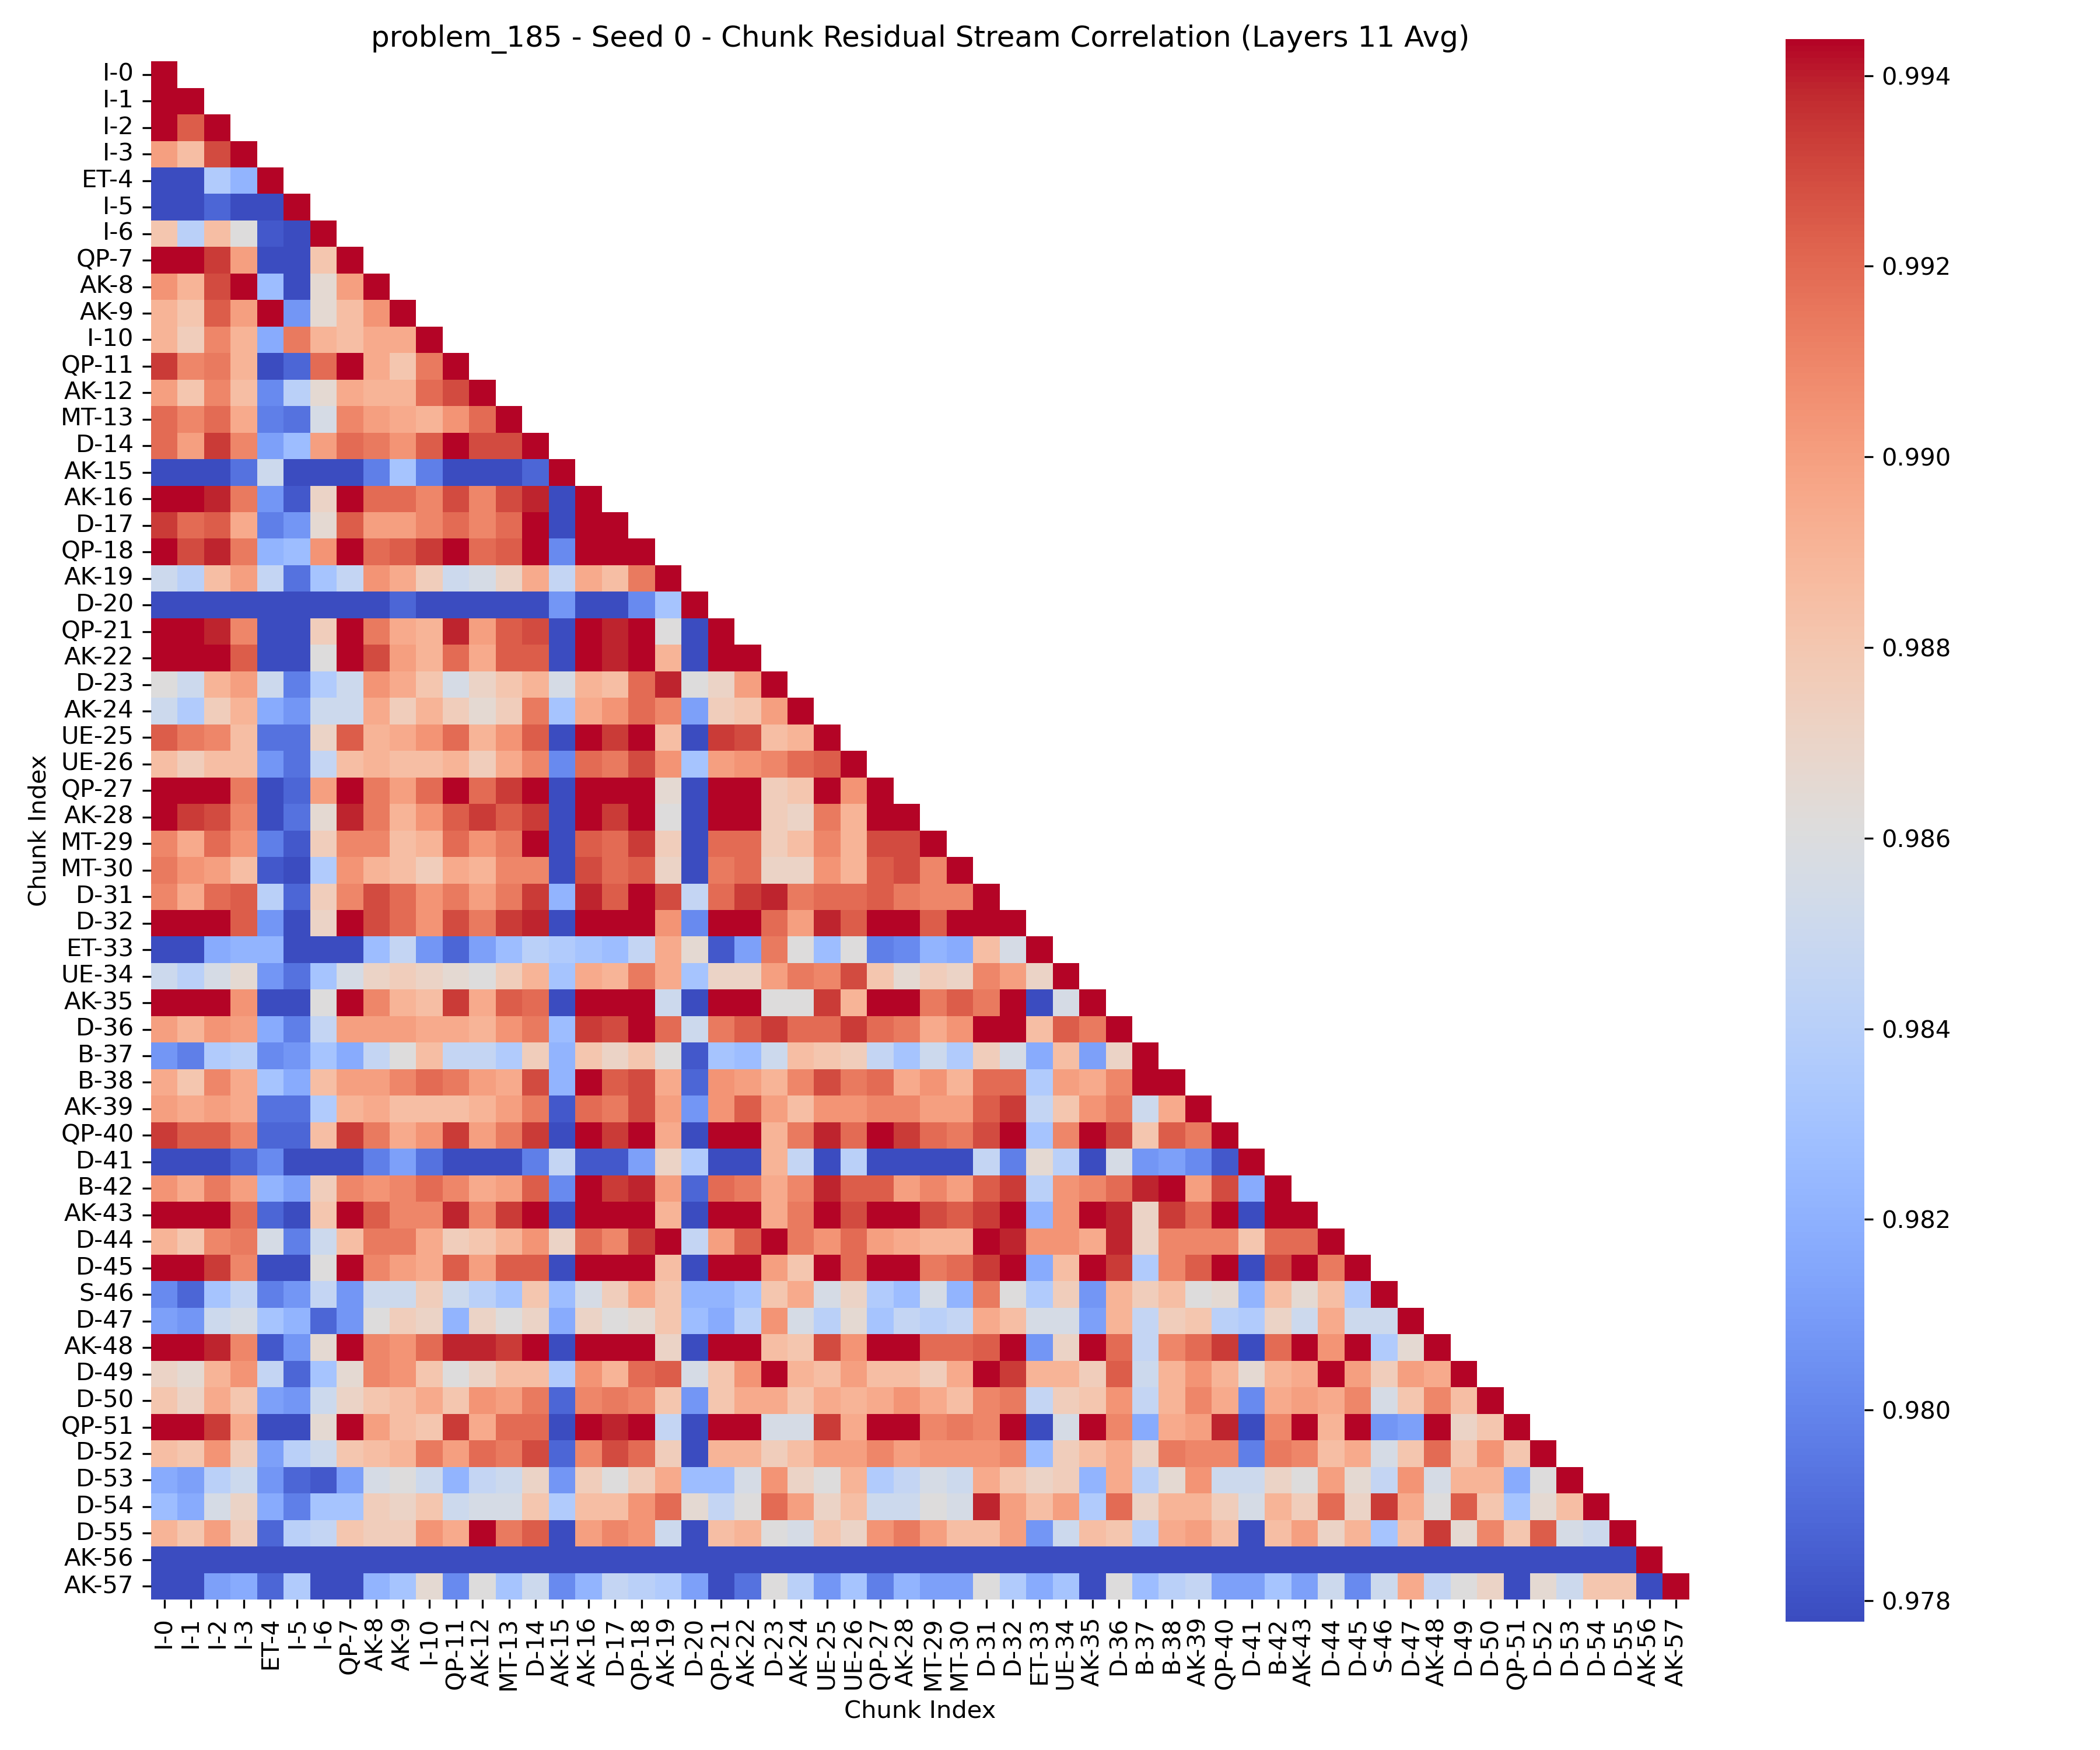 problem_185 - Seed 0 - Chunk Residual Stream Correlation (Layers 11 Avg)
I-0
I-1
I-2
I-3
ET-4
I-5
I-6
QP-7
AK-8
AK-9
I-10
QP-11
AK-12
MT-13
D-14
AK-15
AK-16
D-17
QP-18
AK-19
D-20
QP-21
AK-22
D-23
AK-24
UE-25
UE-26
QP-27
AK-28
MT-29
MT-30
D-31
D-32
ET-33
UE-34
AK-35
D-36
B-37
B-38
AK-39
QP-40
D-41
B-42
AK-43
D-44
D-45
S-46
D-47
AK-48
D-49
D-50
QP-51
D-52
D-53
D-54
D-55
AK-56
AK-57
Chunk Index
I-0 I-1 I-2 I-3 ET-4 I-5 I-6 QP-7 AK-8 AK-9 I-10 QP-11 AK-12 MT-13 D-14 AK-15 AK-16 D-17 QP-18 AK-19 D-20 QP-21 AK-22 D-23 AK-24 UE-25 UE-26 QP-27 AK-28 MT-29 MT-30 D-31 D-32 ET-33 UE-34 AK-35 D-36 B-37 B-38 AK-39 QP-40 D-41 B-42 AK-43 D-44 D-45 S-46 D-47 AK-48 D-49 D-50 QP-51 D-52 D-53 D-54 D-55 AK-56 AK-57
Chunk Index
0.994
0.992
0.990
0.988
0.986
0.984
0.982
0.980
0.978